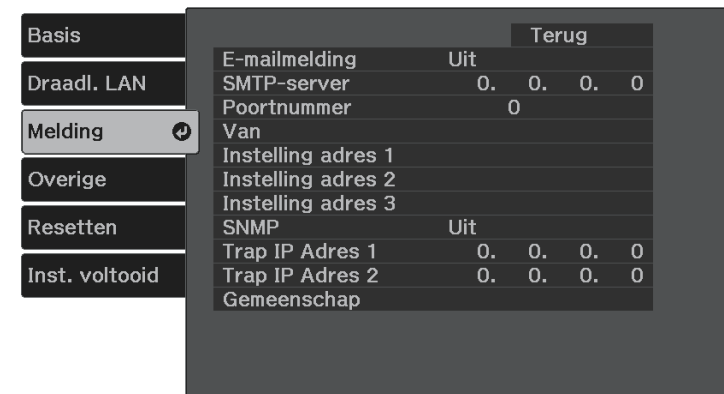 Basis
Draadl. LAN
Melding
Overige
Resetten
Inst. voltooid
Terug
E-mailmelding Uit
SMTP-server 0. 0. 0. 0
Poortnummer 0
Van
Instelling adres 1
Instelling adres 2
Instelling adres 3
SNMP Uit
Trap IP Adres 1 0. 0. 0. 0
Trap IP Adres 2 0. 0. 0. 0
Gemeenschap